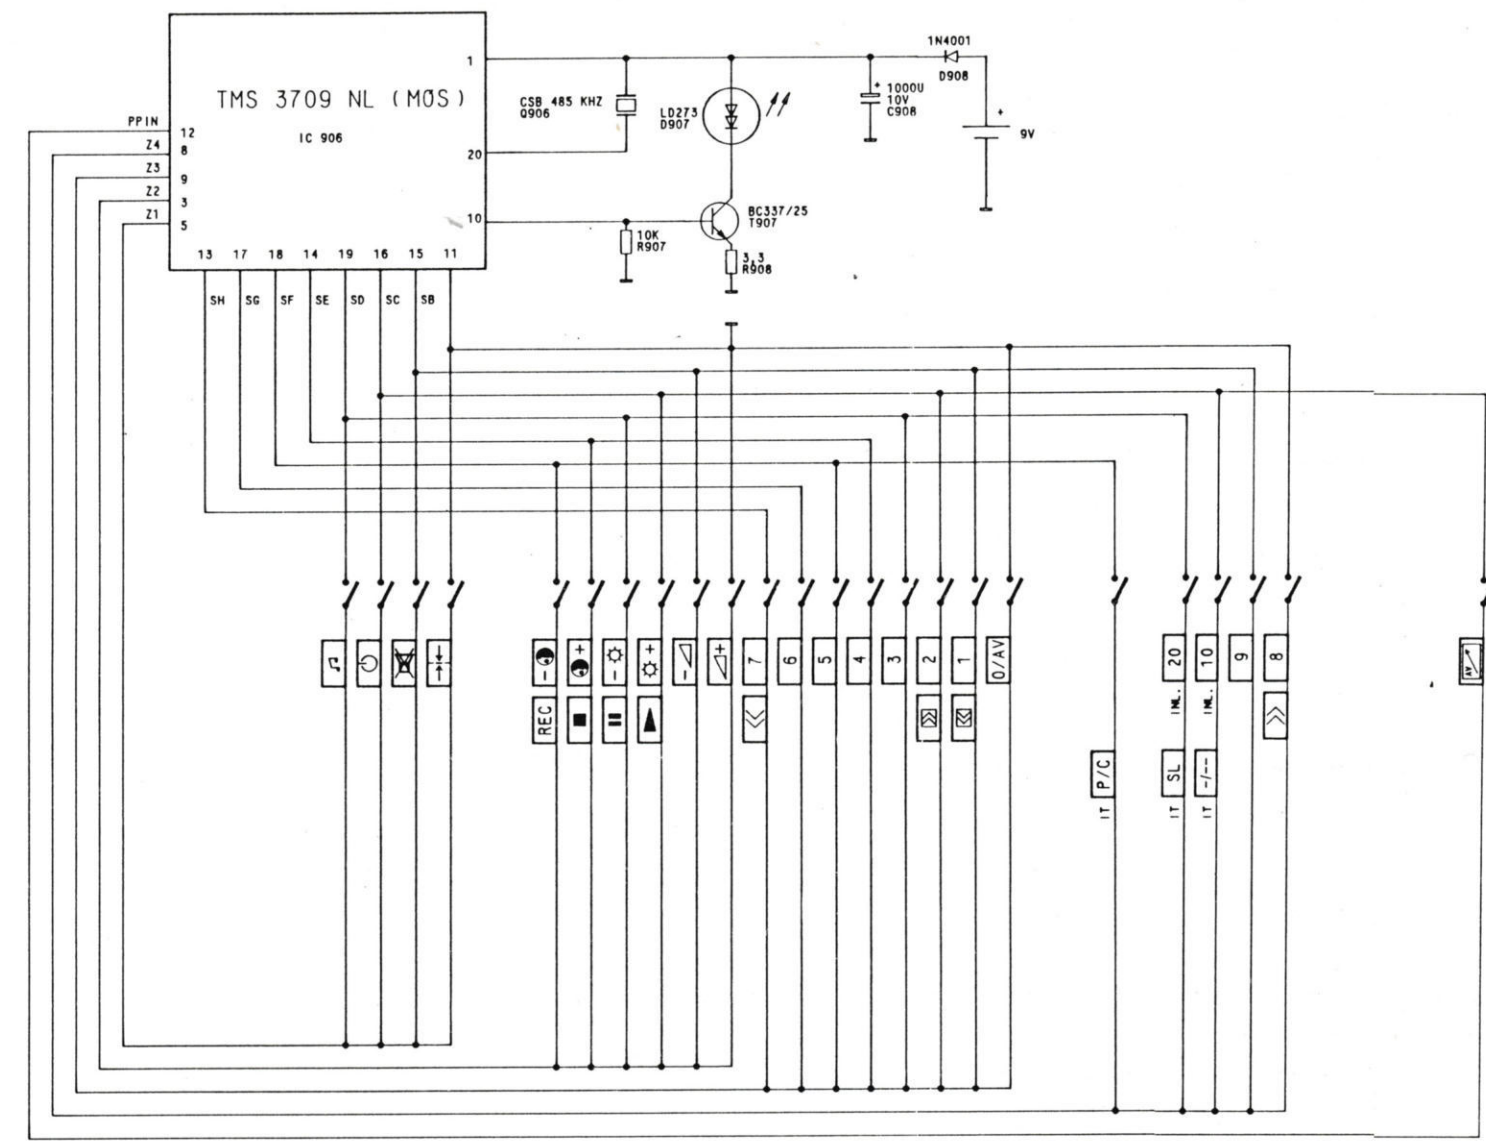 1N4001
D908
1
TMS 3709 NL (MOS)
IC 906
CSB 485 KHZ
Q906
LD273
D907
+ 1000U
10V
C908
+
9V
PPIN
12
Z4
8
Z3
9
Z2
3
Z1
5
20
10
10K
R907
BC337/25
T907
3,3
R908
13 17 18 14 19 16 15 11
SH SG SF SE SD SC SB
- + - + - +
7 6 5 4 3 2 1 0/AV
20 10 9 8
AV
REC
INL. INL.
P/C SL -/--
IT IT IT